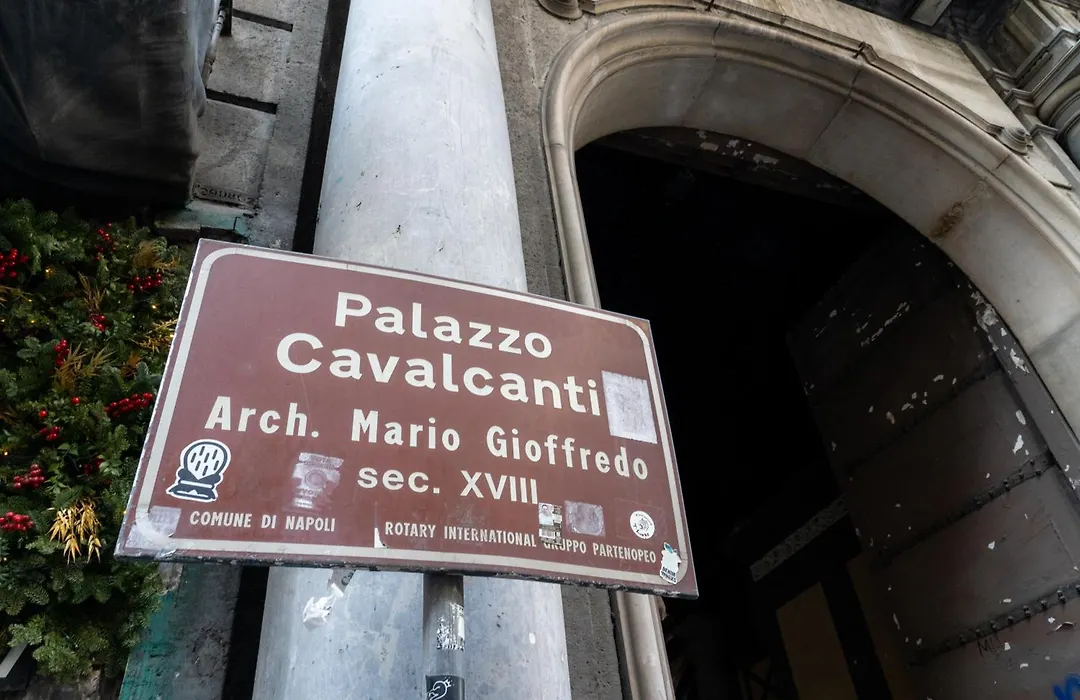 Palazzo
Cavalcanti
Arch. Mario Gioffredo
sec. XVIII
COMUNE DI NAPOLI
ROTARY INTERNATIONAL GRUPPO PARTENOPEO